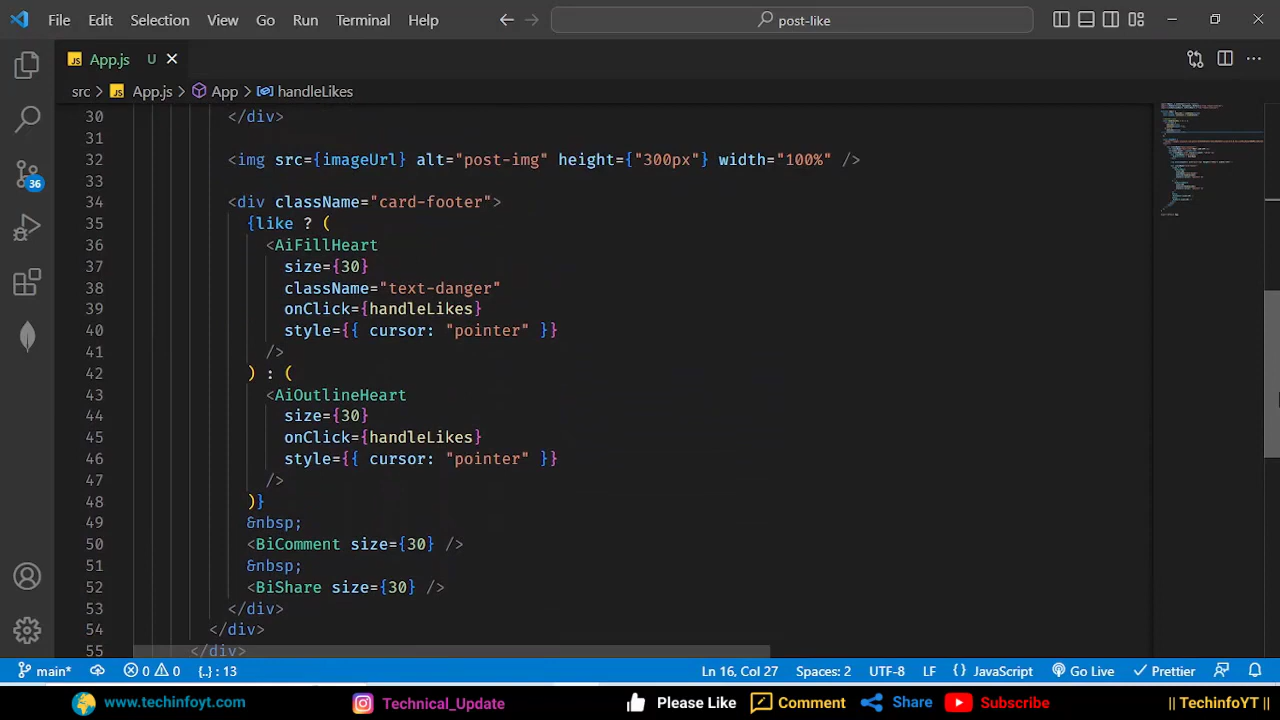 File Edit Selection View Go Run Terminal Help post-like
JS App.js U
src > JS App.js > App > handleLikes
30 </div>
31
32 <img src={imageUrl} alt="post-img" height={"300px"} width="100%" />
33
34 <div className="card-footer">
35 {like ? (
36 <AiFillHeart
37 size={30}
38 className="text-danger"
39 onClick={handleLikes}
40 style={{ cursor: "pointer" }}
41 />
42 ) : (
43 <AiOutlineHeart
44 size={30}
45 onClick={handleLikes}
46 style={{ cursor: "pointer" }}
47 />
48 )}
49 &nbsp;
50 <BiComment size={30} />
51 &nbsp;
52 <BiShare size={30} />
53 </div>
54 </div>
55 </div>
36
main* 0 0 {..} : 13 Ln 16, Col 27 Spaces: 2 UTF-8 LF {} JavaScript Go Live Prettier
www.techinfoyt.com Technical_Update Please Like Comment Share Subscribe || TechinfoYT ||